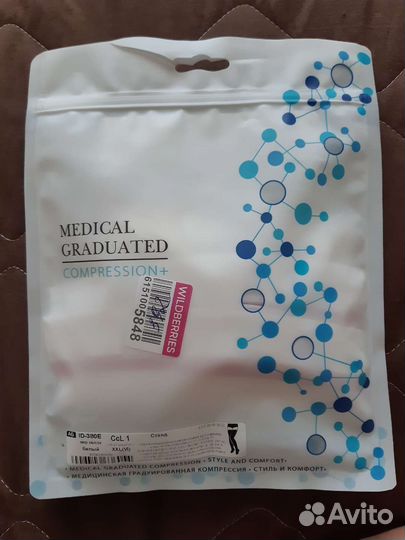 MEDICAL
GRADUATED
COMPRESSION+
WILDBERRIES
6151005848
ID-380E
CcL 1
белый
XXL(VI)
• MEDICAL GRADUATED COMPRESSION • STYLE AND COMFORT •
• МЕДИЦИНСКАЯ ГРАДУИРОВАННАЯ КОМПРЕССИЯ • СТИЛЬ И КОМФОРТ •
Avito